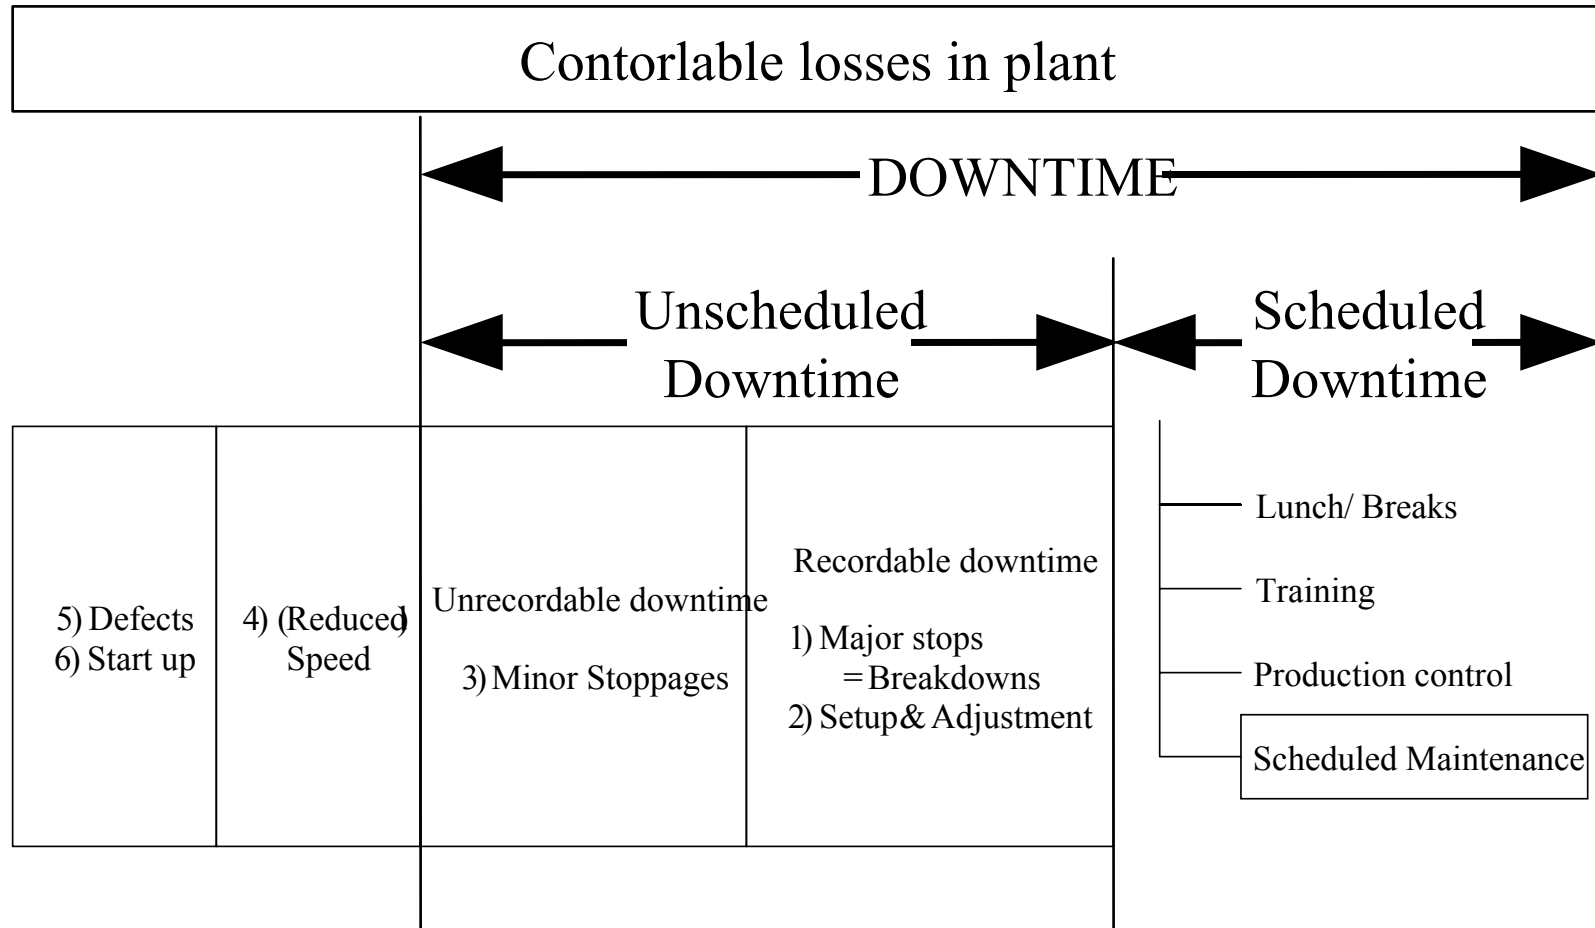 Contorlable losses in plant
DOWNTIME
Unscheduled
Downtime
Scheduled
Downtime
5) Defects
6) Start up
4) (Reduced)
Speed
Unrecordable downtime
3) Minor Stoppages
Recordable downtime
1) Major stops
= Breakdowns
2) Setup & Adjustment
Lunch/ Breaks
Training
Production control
Scheduled Maintenance